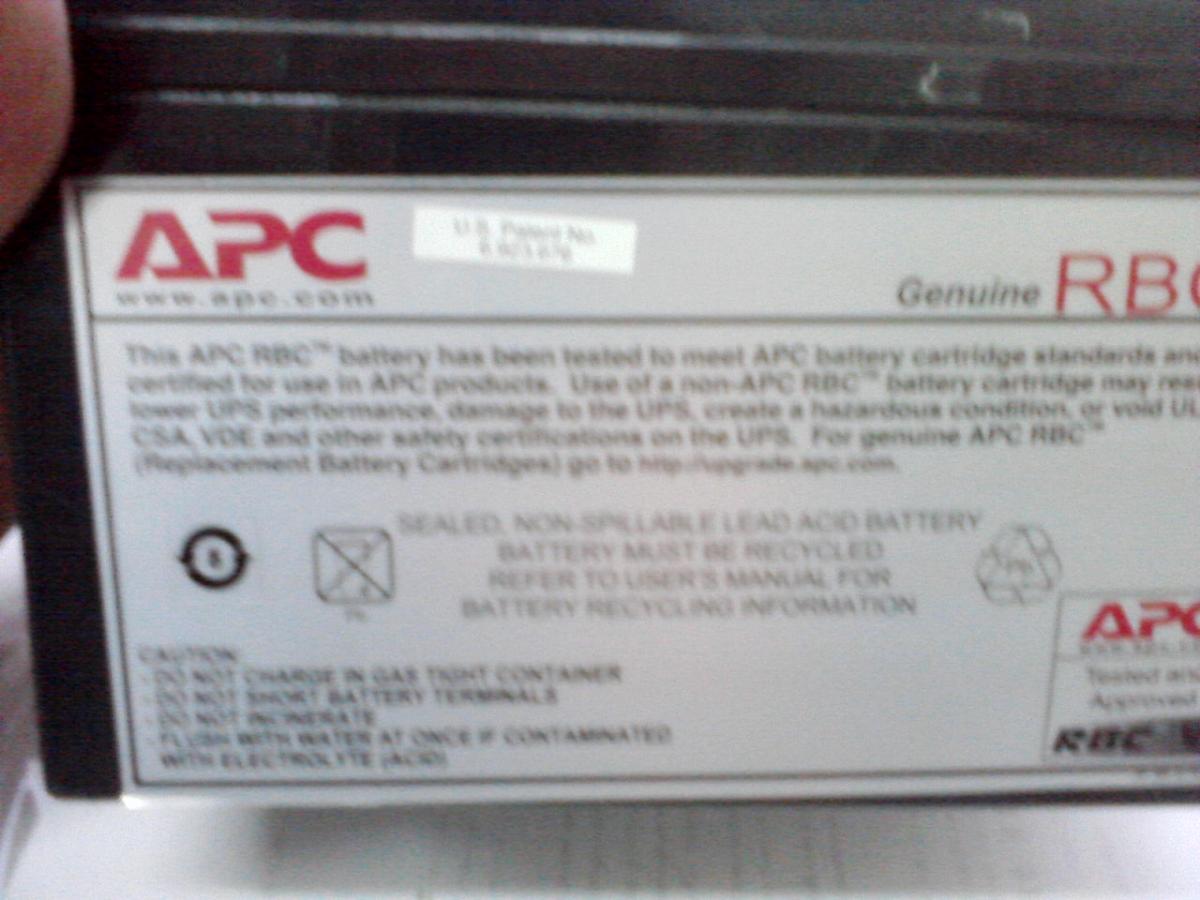 APC
www.apc.com
U.S. Patent No.
Genuine RBC
This APC RBC™ battery has been tested to meet APC battery cartridge standards and
certified for use in APC products. Use of a non-APC RBC™ battery cartridge may
lower UPS performance, damage to the UPS, create a hazardous condition, or void UL
CSA, VDE and other safety certifications on the UPS. For genuine APC RBC™
(Replacement Battery Cartridges) go to http://upgrade.apc.com.
SEALED, NON-SPILLABLE LEAD ACID BATTERY
BATTERY MUST BE RECYCLED
REFER TO USER'S MANUAL FOR
BATTERY RECYCLING INFORMATION
Pb
CAUTION:
- DO NOT CHARGE IN GAS TIGHT CONTAINER
- DO NOT SHORT BATTERY TERMINALS
- DO NOT INCINERATE
- FLUSH WITH WATER AT ONCE IF CONTAMINATED
WITH ELECTROLYTE (ACID)
APC
Tested and
Approved
RBC